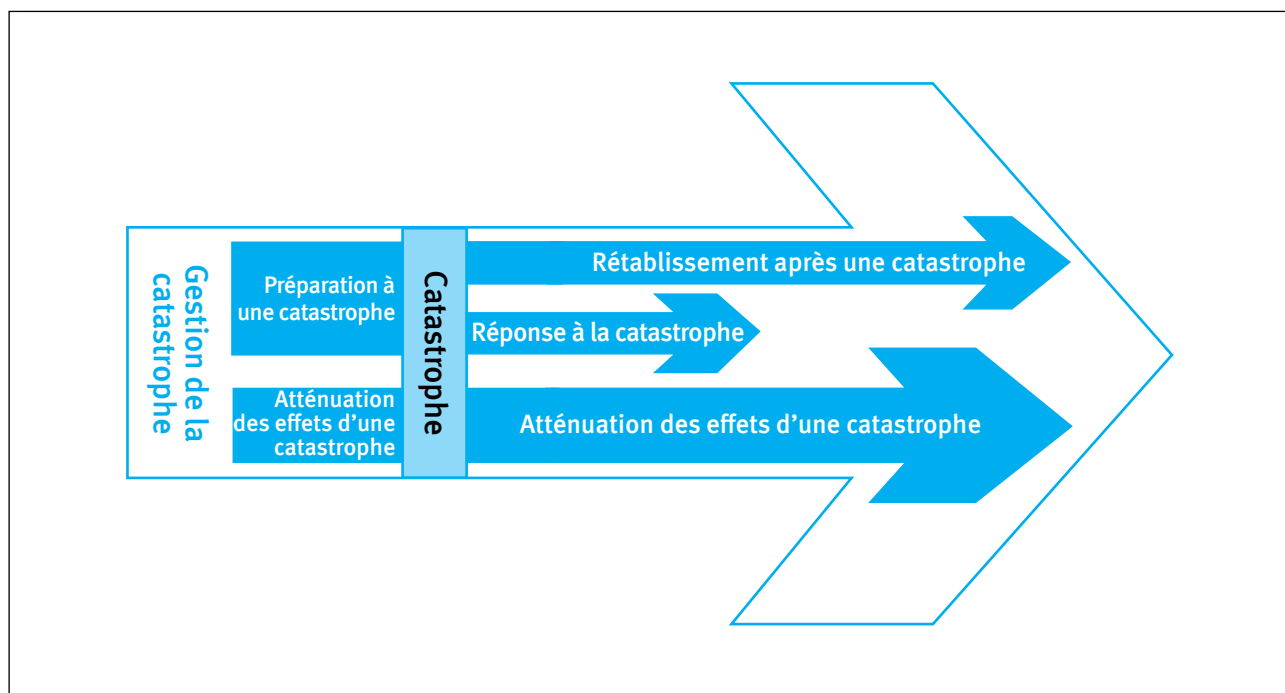 Gestion de la
catastrophe
Préparation à
une catastrophe
Atténuation
des effets d’une
catastrophe
Catastrophe
Rétablissement après une catastrophe
Réponse à la catastrophe
Atténuation des effets d’une catastrophe